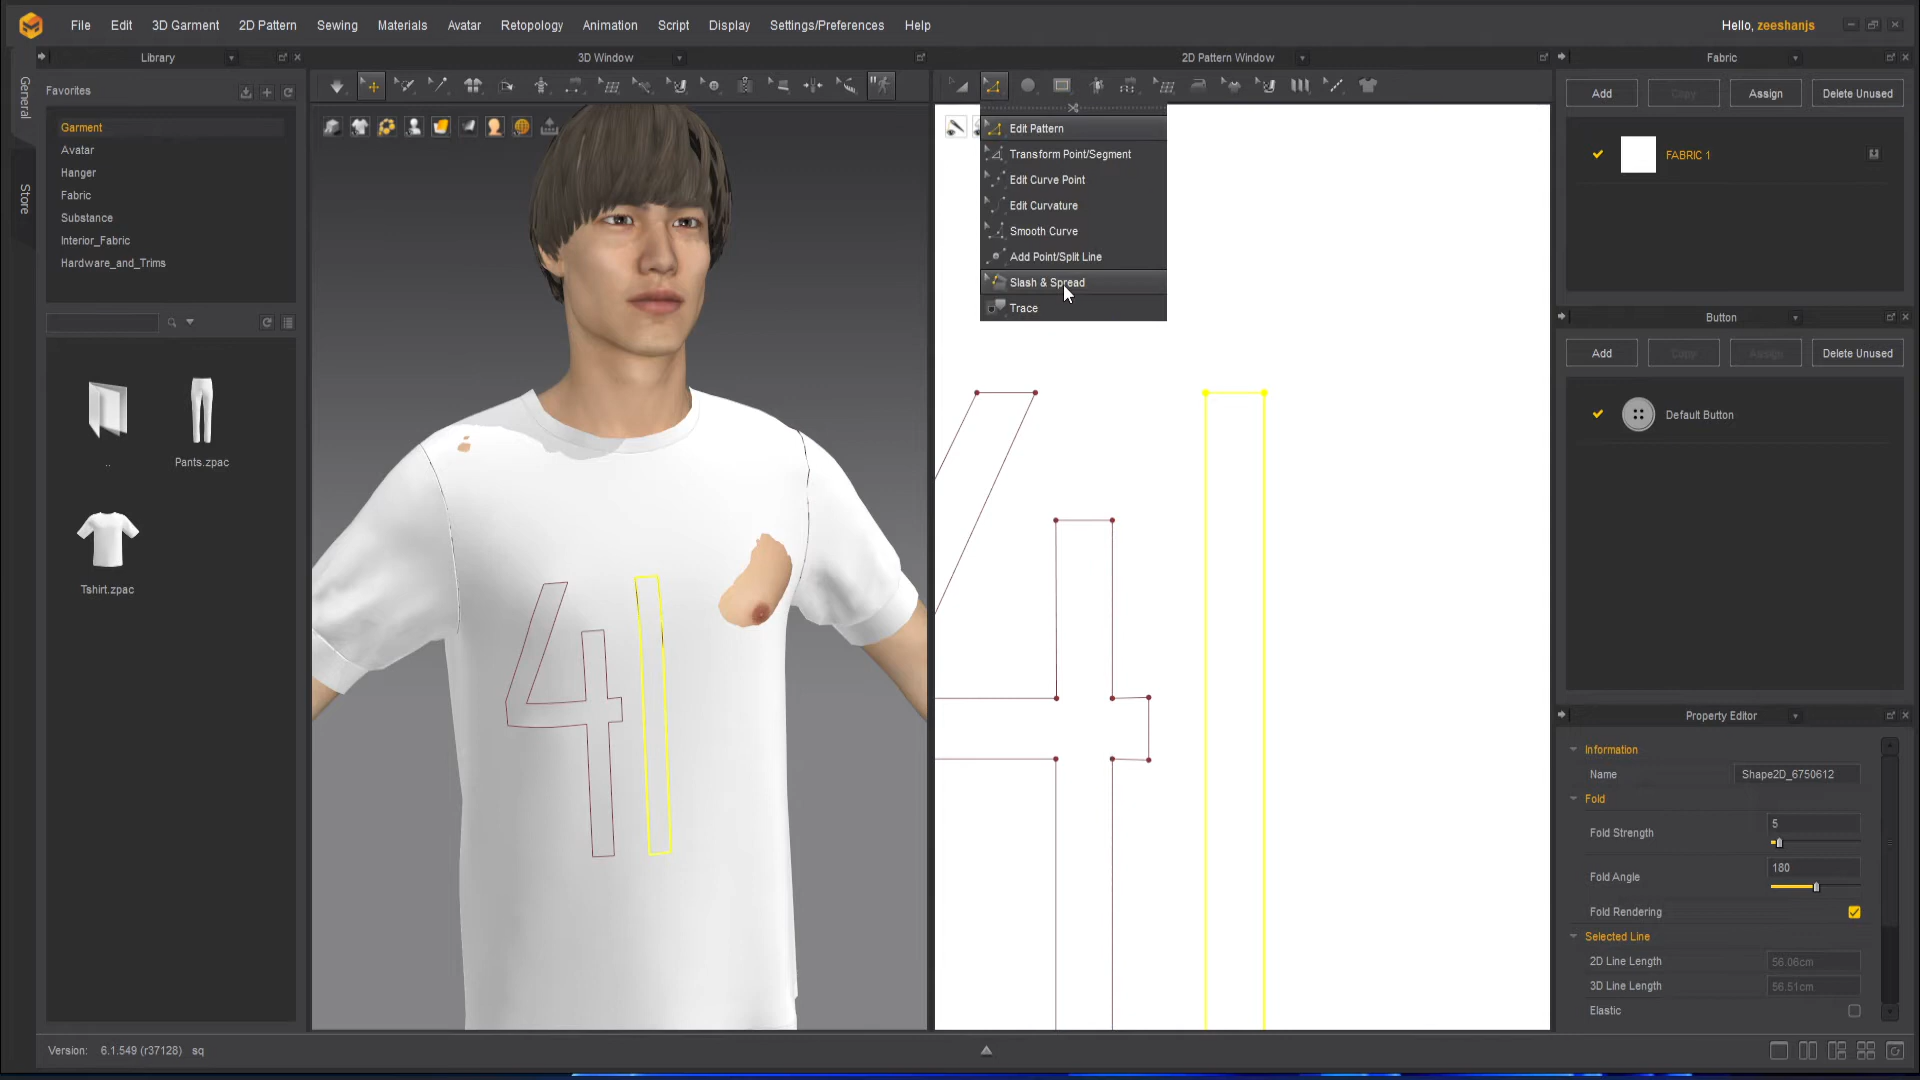 File Edit 3D Garment 2D Pattern Sewing Materials Avatar Retopology Animation Script Display Settings/Preferences Help
Hello, zeeshanjs
Library
3D Window
2D Pattern Window
Fabric
General
Store
Favorites
Garment
Avatar
Hanger
Fabric
Substance
Interior_Fabric
Hardware_and_Trims
..
Pants.zpac
Tshirt.zpac
Edit Pattern
Transform Point/Segment
Edit Curve Point
Edit Curvature
Smooth Curve
Add Point/Split Line
Slash & Spread
Trace
41
Add Copy Assign Delete Unused
FABRIC 1
Button
Add Copy Assign Delete Unused
Default Button
Property Editor
Information
Name Shape2D_6750612
Fold
Fold Strength 5
Fold Angle 180
Fold Rendering
Selected Line
2D Line Length 56.06cm
3D Line Length 56.51cm
Elastic
Version: 6.1.549 (r37128) sq